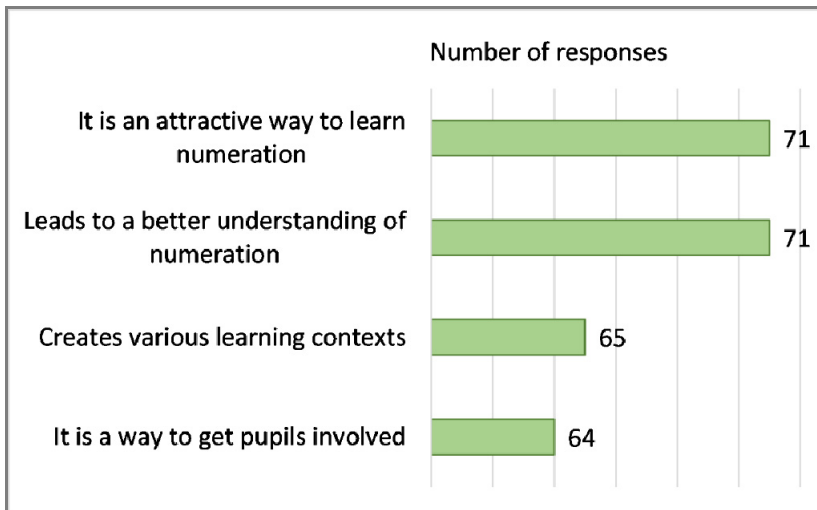 Number of responses
It is an attractive way to learn
numeration
71
Leads to a better understanding of
numeration
71
Creates various learning contexts
65
It is a way to get pupils involved
64